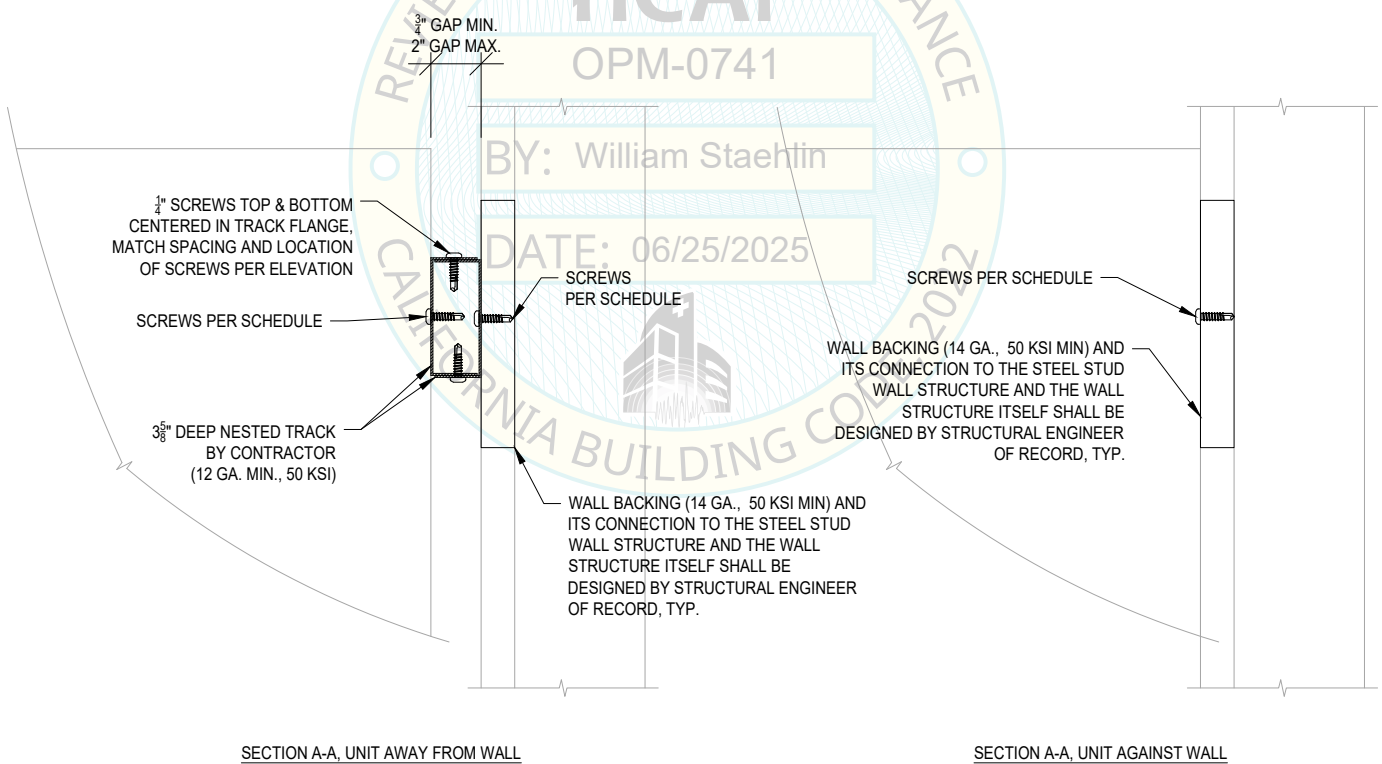 HCAI
REVIEWED
OPM-0741
BY: William Staehlin
DATE: 06/25/2025
CALIFORNIA BUILDING CODE, 2022
3/4" GAP MIN.
2" GAP MAX.
1/4" SCREWS TOP & BOTTOM
CENTERED IN TRACK FLANGE,
MATCH SPACING AND LOCATION
OF SCREWS PER ELEVATION
SCREWS PER SCHEDULE
3 5/8" DEEP NESTED TRACK
BY CONTRACTOR
(12 GA. MIN., 50 KSI)
SCREWS
PER SCHEDULE
WALL BACKING (14 GA., 50 KSI MIN) AND
ITS CONNECTION TO THE STEEL STUD
WALL STRUCTURE AND THE WALL
STRUCTURE ITSELF SHALL BE
DESIGNED BY STRUCTURAL ENGINEER
OF RECORD, TYP.
SECTION A-A, UNIT AWAY FROM WALL
SCREWS PER SCHEDULE
WALL BACKING (14 GA., 50 KSI MIN) AND
ITS CONNECTION TO THE STEEL STUD
WALL STRUCTURE AND THE WALL
STRUCTURE ITSELF SHALL BE
DESIGNED BY STRUCTURAL ENGINEER
OF RECORD, TYP.
SECTION A-A, UNIT AGAINST WALL